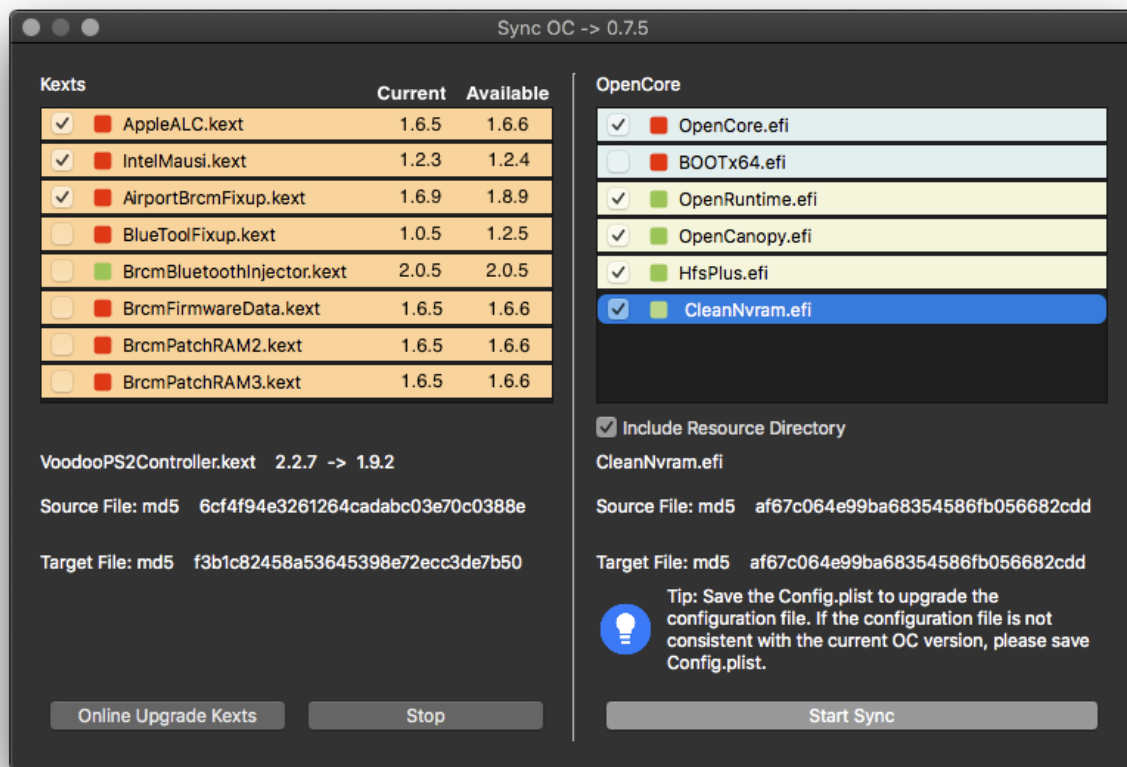 Sync OC -> 0.7.5
Kexts Current Available
AppleALC.kext 1.6.5 1.6.6
IntelMausi.kext 1.2.3 1.2.4
AirportBrcmFixup.kext 1.6.9 1.8.9
BlueToolFixup.kext 1.0.5 1.2.5
BrcmBluetoothInjector.kext 2.0.5 2.0.5
BrcmFirmwareData.kext 1.6.5 1.6.6
BrcmPatchRAM2.kext 1.6.5 1.6.6
BrcmPatchRAM3.kext 1.6.5 1.6.6
VoodooPS2Controller.kext 2.2.7 -> 1.9.2
Source File: md5 6cf4f94e3261264cadabc03e70c0388e
Target File: md5 f3b1c82458a53645398e72ecc3de7b50
Online Upgrade Kexts
Stop
OpenCore
OpenCore.efi
BOOTx64.efi
OpenRuntime.efi
OpenCanopy.efi
HfsPlus.efi
CleanNvram.efi
Include Resource Directory
CleanNvram.efi
Source File: md5 af67c064e99ba68354586fb056682cdd
Target File: md5 af67c064e99ba68354586fb056682cdd
Tip: Save the Config.plist to upgrade the
configuration file. If the configuration file is not
consistent with the current OC version, please save
Config.plist.
Start Sync